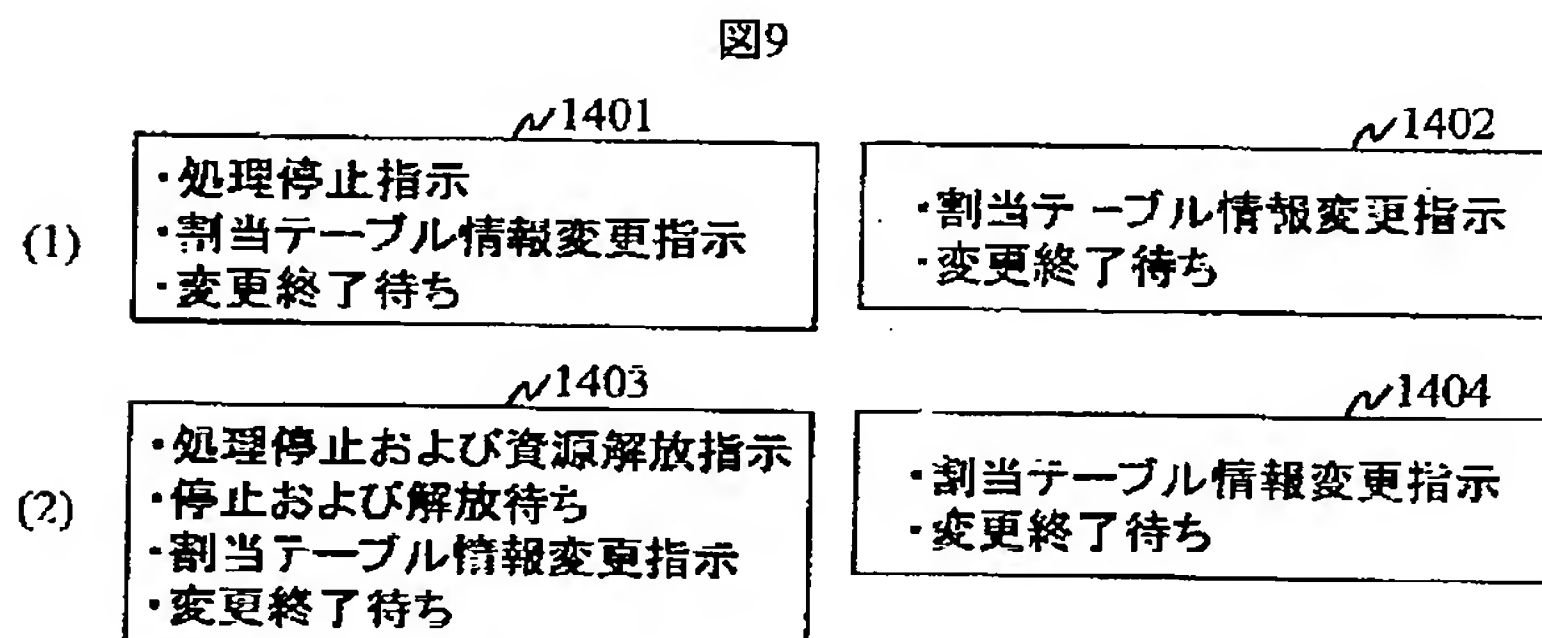 図9
1401
1402
(1)
・処理停止指示
・割当テーブル情報変更指示
・変更終了待ち
・割当テーブル情報変更指示
・変更終了待ち
1403
1404
(2)
・処理停止および資源解放指示
・停止および解放待ち
・割当テーブル情報変更指示
・変更終了待ち
・割当テーブル情報変更指示
・変更終了待ち